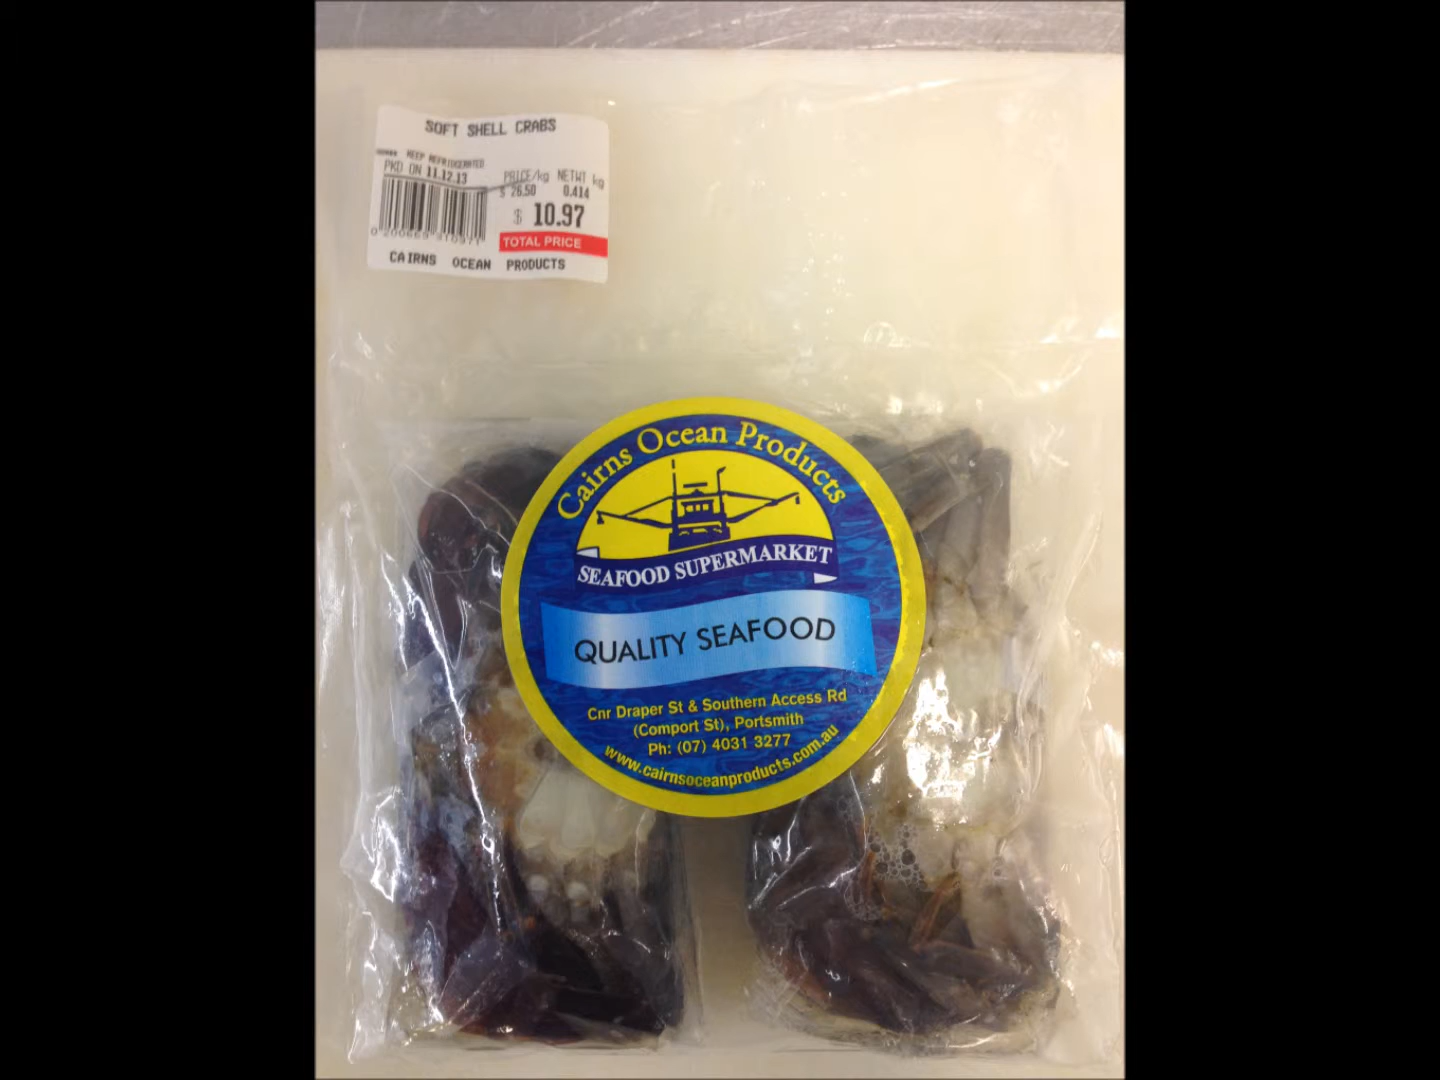 SOFT SHELL CRABS
KEEP REFRIGERATED
PKD ON 11.12.13
PRICE/kg NETWT kg
$ 26.50 0.414
$ 10.97
TOTAL PRICE
CAIRNS OCEAN PRODUCTS
Cairns Ocean Products
SEAFOOD SUPERMARKET
QUALITY SEAFOOD
Cnr Draper St & Southern Access Rd
(Comport St), Portsmith
Ph: (07) 4031 3277
www.cairnsoceanproducts.com.au